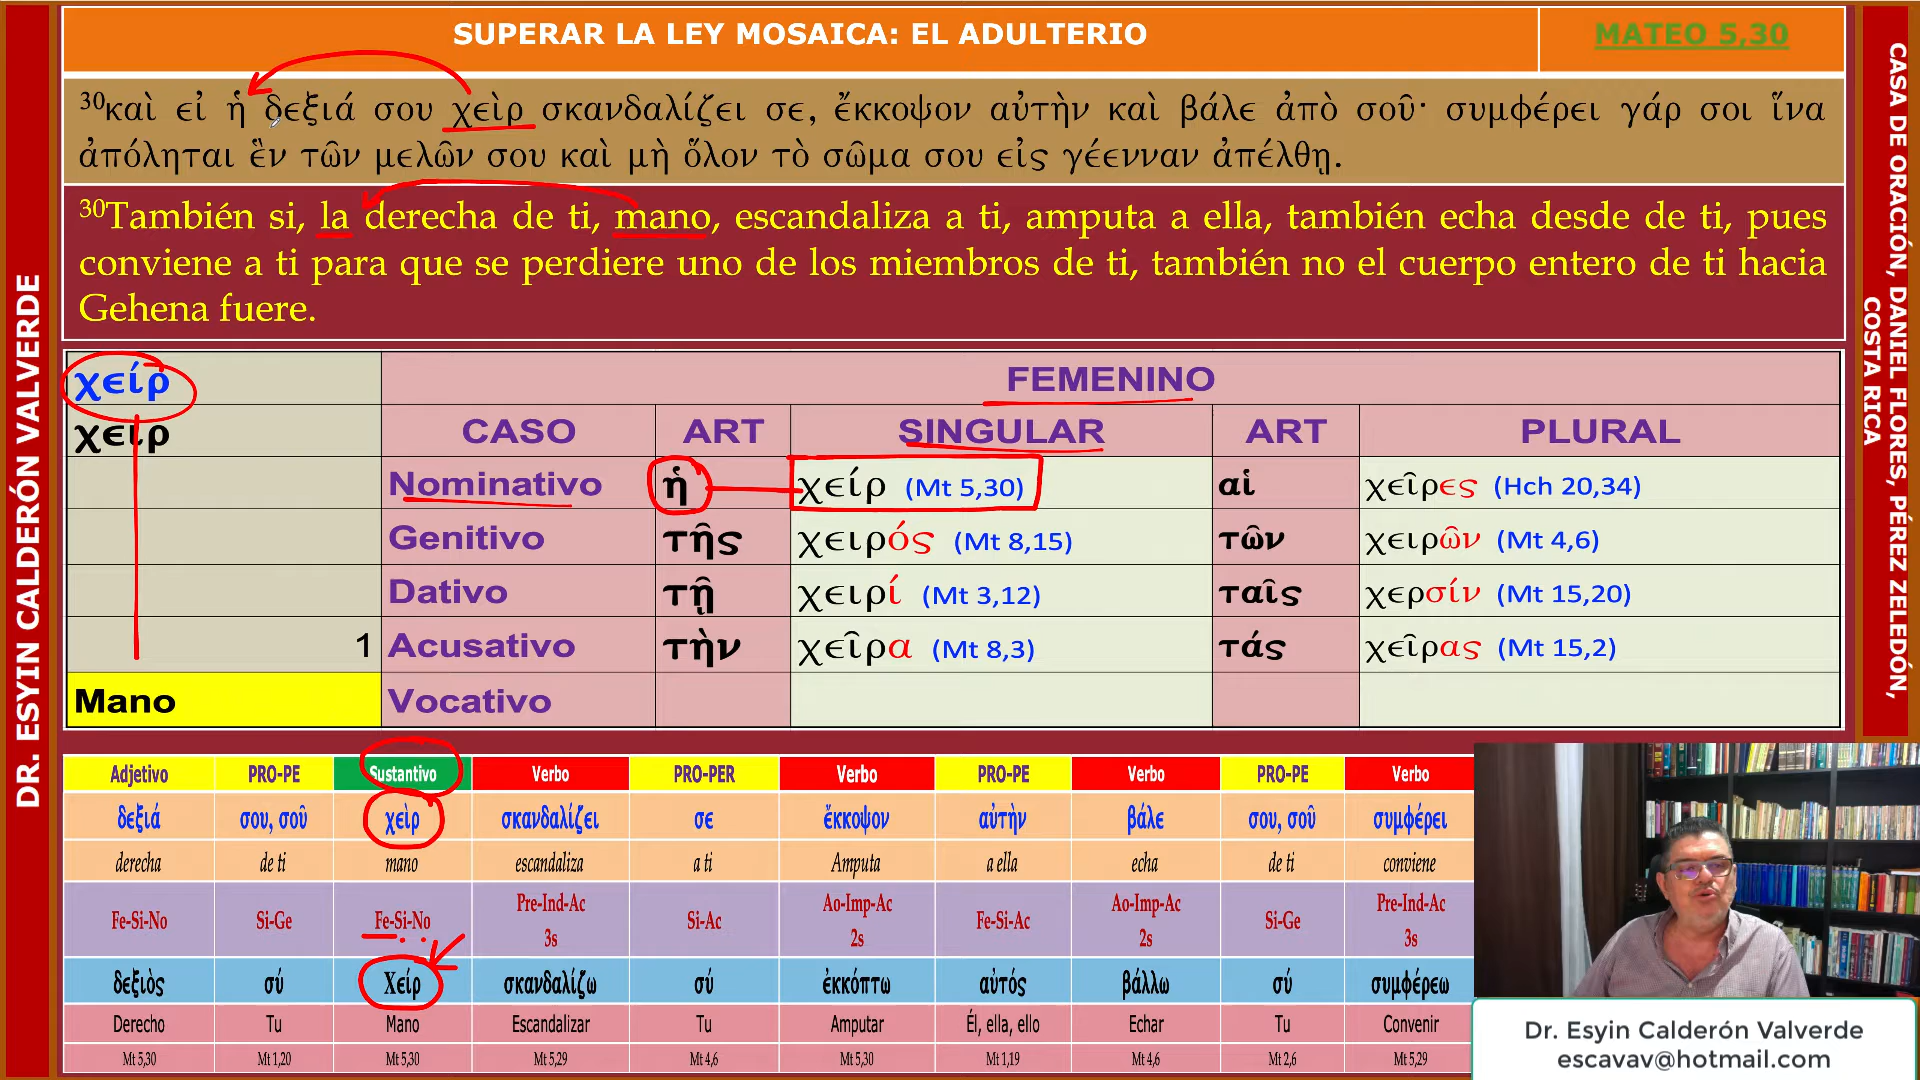 SUPERAR LA LEY MOSAICA: EL ADULTERIO
MATEO 5,30
³⁰καὶ εἰ ἡ δεξιά σου χεὶρ σκανδαλίζει σε, ἔκκοψον αὐτὴν καὶ βάλε ἀπὸ σοῦ· συμφέρει γάρ σοι ἵνα
ἀπόληται ἓν τῶν μελῶν σου καὶ μὴ ὅλον τὸ σῶμα σου εἰς γέενναν ἀπέλθῃ.
³⁰También si, la derecha de ti, mano, escandaliza a ti, amputa a ella, también echa desde de ti, pues
conviene a ti para que se perdiere uno de los miembros de ti, también no el cuerpo entero de ti hacia
Gehena fuere.
χείρ FEMENINO
χειρ CASO ART SINGULAR ART PLURAL
Nominativo ἡ χείρ (Mt 5,30) αἱ χεῖρες (Hch 20,34)
Genitivo τῆς χειρός (Mt 8,15) τῶν χειρῶν (Mt 4,6)
Dativo τῇ χειρί (Mt 3,12) ταῖς χερσίν (Mt 15,20)
1 Acusativo τὴν χεῖρα (Mt 8,3) τάς χεῖρας (Mt 15,2)
Mano Vocativo
Adjetivo PRO-PE Sustantivo Verbo PRO-PER Verbo PRO-PE Verbo PRO-PE Verbo
δεξιά σου, σοῦ χεὶρ σκανδαλίζει σε ἔκκοψον αὐτὴν βάλε σου, σοῦ συμφέρει
derecha de ti mano escandaliza a ti Amputa a ella echa de ti conviene
Fe-Si-No Si-Ge Fe-Si-No Pre-Ind-Ac 3s Si-Ac Ao-Imp-Ac 2s Fe-Si-Ac Ao-Imp-Ac 2s Si-Ge Pre-Ind-Ac 3s
δεξιὸς σύ Χείρ σκανδαλίζω σύ ἐκκόπτω αὐτός βάλλω σύ συμφέρεω
Derecho Tu Mano Escandalizar Tu Amputar Él, ella, ello Echar Tu Convenir
Mt 5,30 Mt 1,20 Mt 5,30 Mt 5,29 Mt 4,6 Mt 5,30 Mt 1,19 Mt 4,6 Mt 2,6 Mt 5,29
DR. ESYIN CALDERÓN VALVERDE
CASA DE ORACIÓN, DANIEL FLORES, PÉREZ ZELEDÓN,
COSTA RICA
Dr. Esyin Calderón Valverde
escavav@hotmail.com